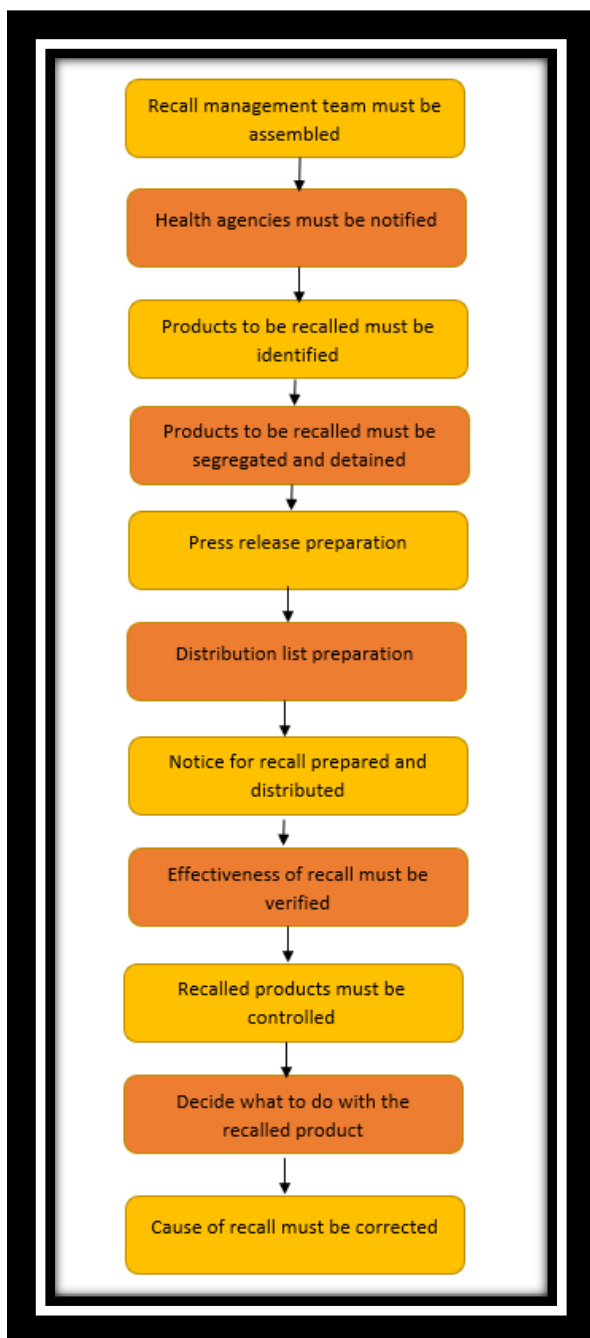 Recall management team must be
assembled
Health agencies must be notified
Products to be recalled must be
identified
Products to be recalled must be
segregated and detained
Press release preparation
Distribution list preparation
Notice for recall prepared and
distributed
Effectiveness of recall must be
verified
Recalled products must be
controlled
Decide what to do with the
recalled product
Cause of recall must be corrected